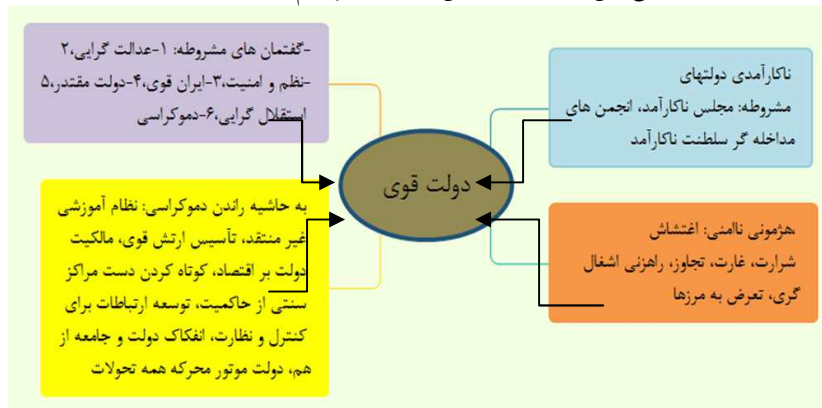 -گفتمان های مشروطه: ۱-عدالت گرایی،۲
-نظم و امنیت،۳-ایران قوی،۴-دولت مقتدر،۵
استقلال گرایی،۶-دموکراسی
ناکارآمدی دولتهای
مشروطه: مجلس ناکارآمد، انجمن های
مداخله گر سلطنت ناکارآمد
دولت قوی
به حاشیه راندن دموکراسی: نظام آموزشی
غیر منتقد، تأسیس ارتش قوی، مالکیت
دولت بر اقتصاد، کوتاه کردن دست مراکز
سنتی از حاکمیت، توسعه ارتباطات برای
کنترل و نظارت، انفکاک دولت و جامعه از
هم، دولت موتور محرکه همه تحولات
هژمونی ناامنی: اغتشاش
شرارت، غارت، تجاوز، راهزنی اشغال
گری، تعرض به مرزها